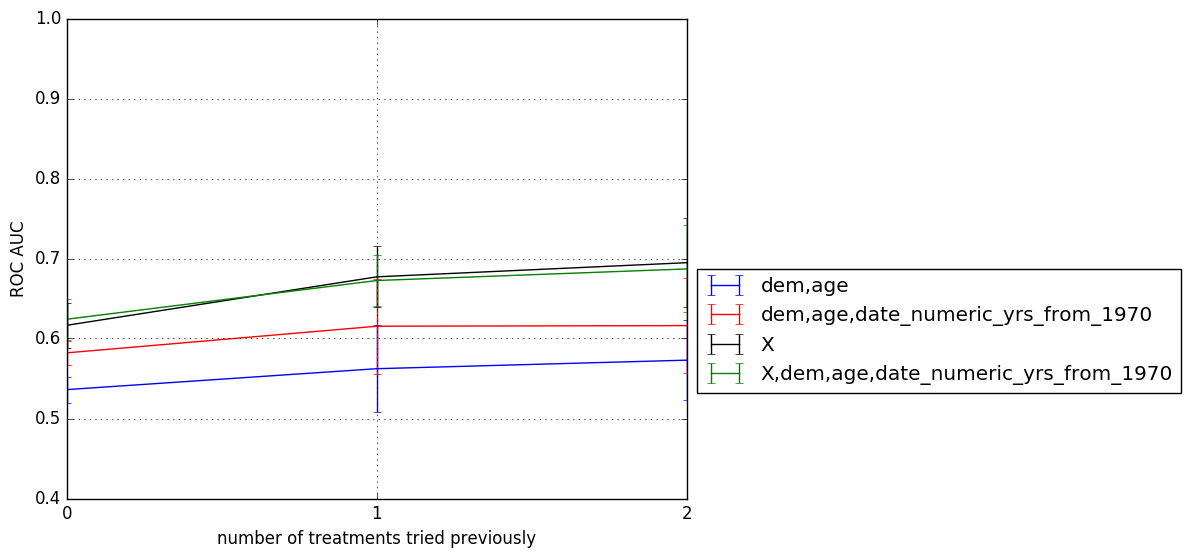 1.0
0.9
0.8
0.7
0.6
0.5
0.4
ROC AUC
0 1 2
number of treatments tried previously
dem,age
dem,age,date_numeric_yrs_from_1970
X
X,dem,age,date_numeric_yrs_from_1970